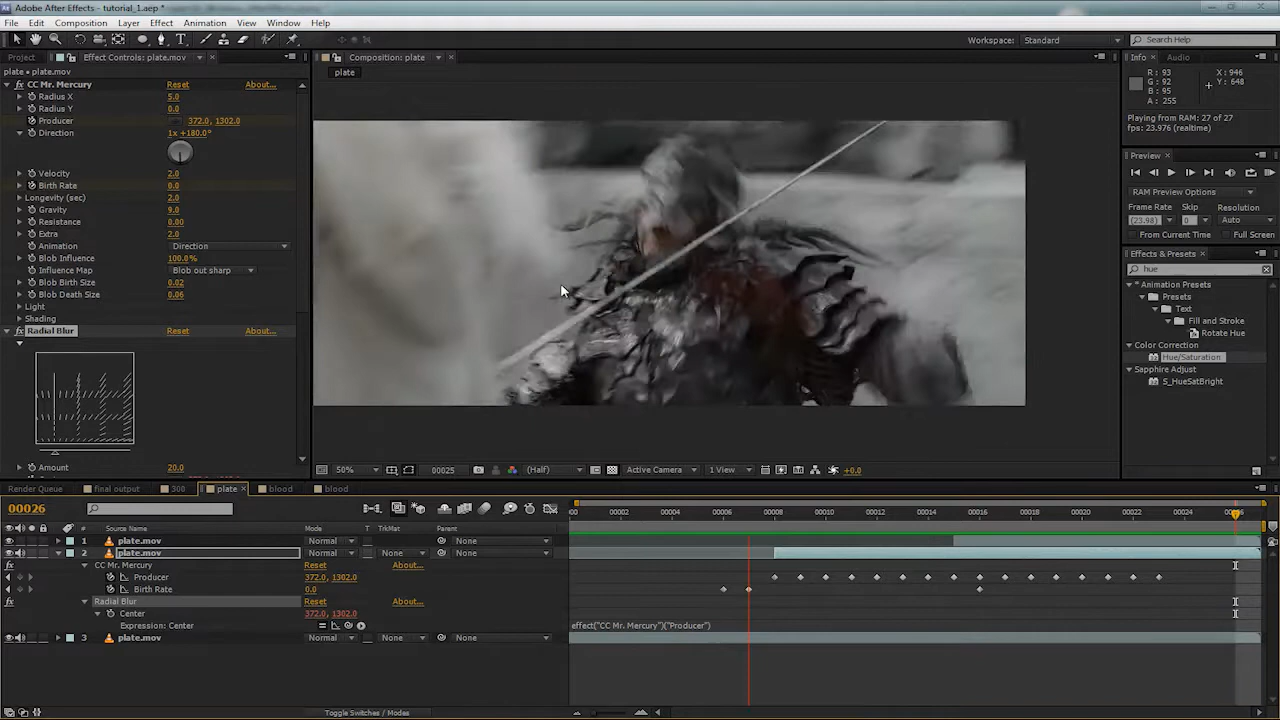 Adobe After Effects - tutorial_1.aep *
File Edit Composition Layer Effect Animation View Window Help
Workspace: Standard
Search Help
Project Effect Controls: plate.mov
plate • plate.mov
CC Mr. Mercury Reset About...
Radius X 5.0
Radius Y 0.0
Producer 372.0, 1302.0
Direction 1x +180.0°
Velocity 2.0
Birth Rate 0.0
Longevity (sec) 2.0
Gravity 9.0
Resistance 0.00
Extra 2.0
Animation Direction
Blob Influence 100.0%
Influence Map Blob out sharp
Blob Birth Size 0.02
Blob Death Size 0.06
Light
Shading
Radial Blur Reset About...
Amount 20.0
Composition: plate
plate
50% 00025 (Half) Active Camera 1 View +0.0
Info Audio
R: 93 X: 946
G: 92 Y: 648
B: 95
A: 255
Playing from RAM: 27 of 27
fps: 23.976 (realtime)
Preview
RAM Preview Options
Frame Rate Skip Resolution
(23.98) 0 Auto
From Current Time Full Screen
Effects & Presets
hue
* Animation Presets
Presets
Text
Fill and Stroke
Rotate Hue
Color Correction
Hue/Saturation
Sapphire Adjust
S_HueSatBright
Render Queue final output 300 plate blood blood
00026
# Source Name Mode T TrkMat Parent
00002 00004 00006 00008 00010 00012 00014 00016 00018 00020 00022 00024
1 plate.mov Normal None
2 plate.mov Normal None None
CC Mr. Mercury Reset About...
Producer 372.0, 1302.0
Birth Rate 0.0
Radial Blur Reset About...
Center 372.0, 1302.0
Expression: Center effect("CC Mr. Mercury")("Producer")
3 plate.mov Normal None None
Toggle Switches / Modes